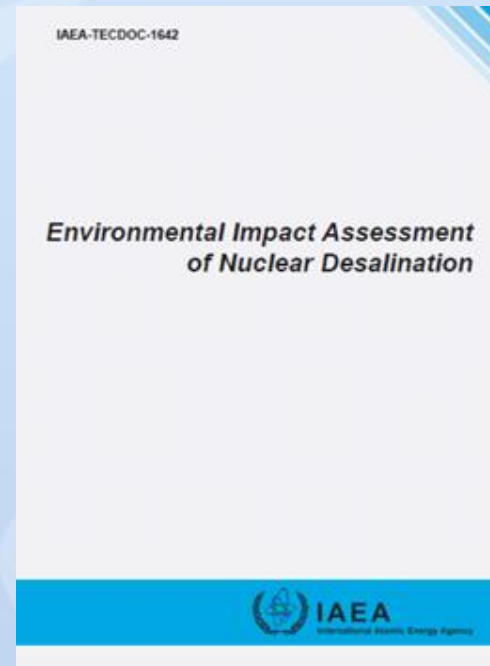 IAEA-TECDOC-1642
Environmental Impact Assessment
of Nuclear Desalination
IAEA
International Atomic Energy Agency